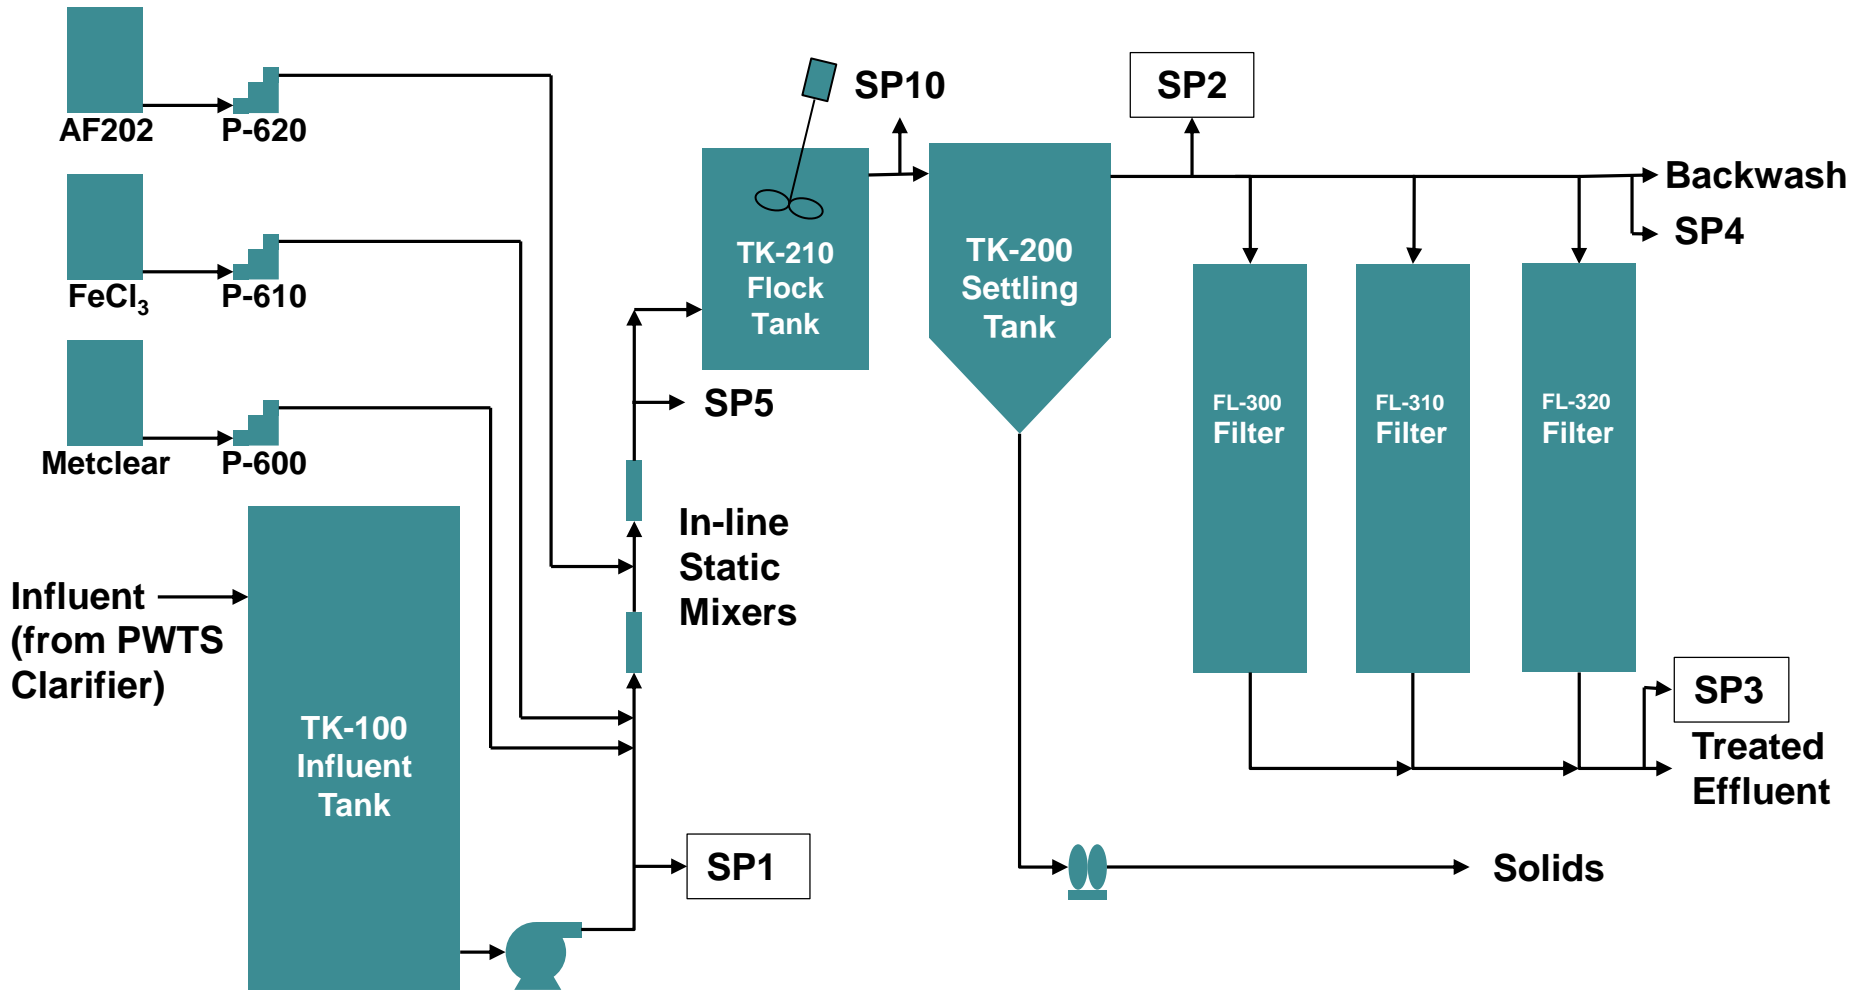 AF202
P-620
FeCl₃
P-610
Metclear
P-600
Influent
(from PWTS
Clarifier)
TK-100
Influent
Tank
SP1
In-line
Static
Mixers
SP5
TK-210
Flock
Tank
SP10
TK-200
Settling
Tank
SP2
Backwash
SP4
FL-300
Filter
FL-310
Filter
FL-320
Filter
SP3
Treated
Effluent
Solids